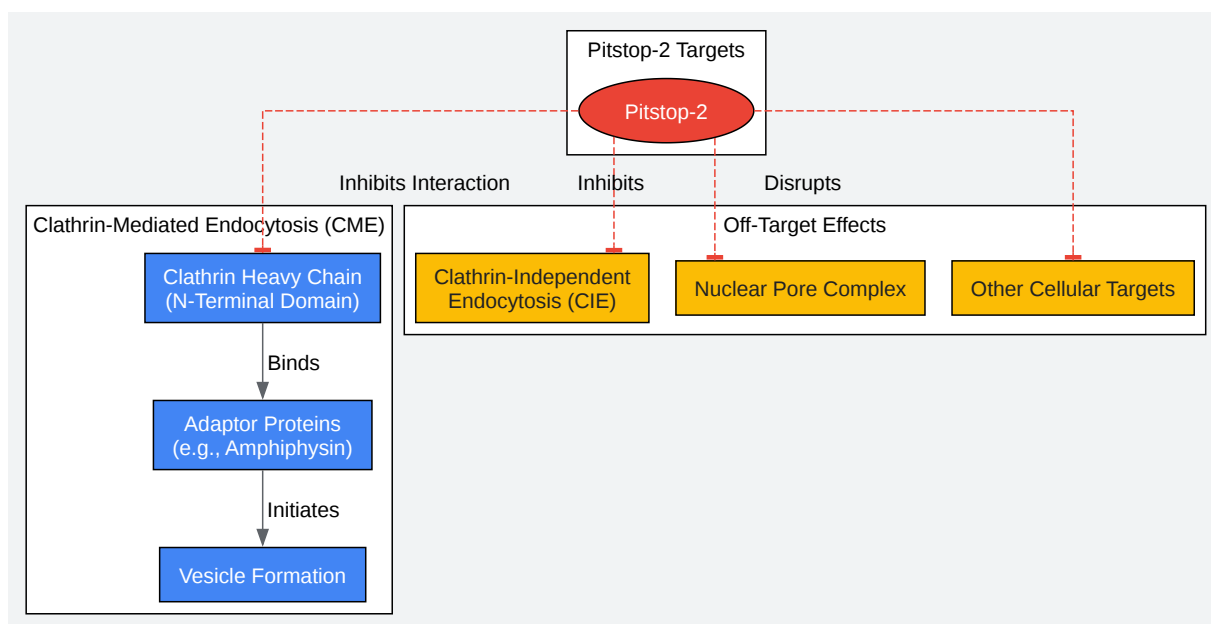 Pitstop-2 Targets
Pitstop-2
Inhibits Interaction
Inhibits
Disrupts
Clathrin-Mediated Endocytosis (CME)
Off-Target Effects
Clathrin Heavy Chain
(N-Terminal Domain)
Clathrin-Independent
Endocytosis (CIE)
Nuclear Pore Complex
Other Cellular Targets
Binds
Adaptor Proteins
(e.g., Amphiphysin)
Initiates
Vesicle Formation